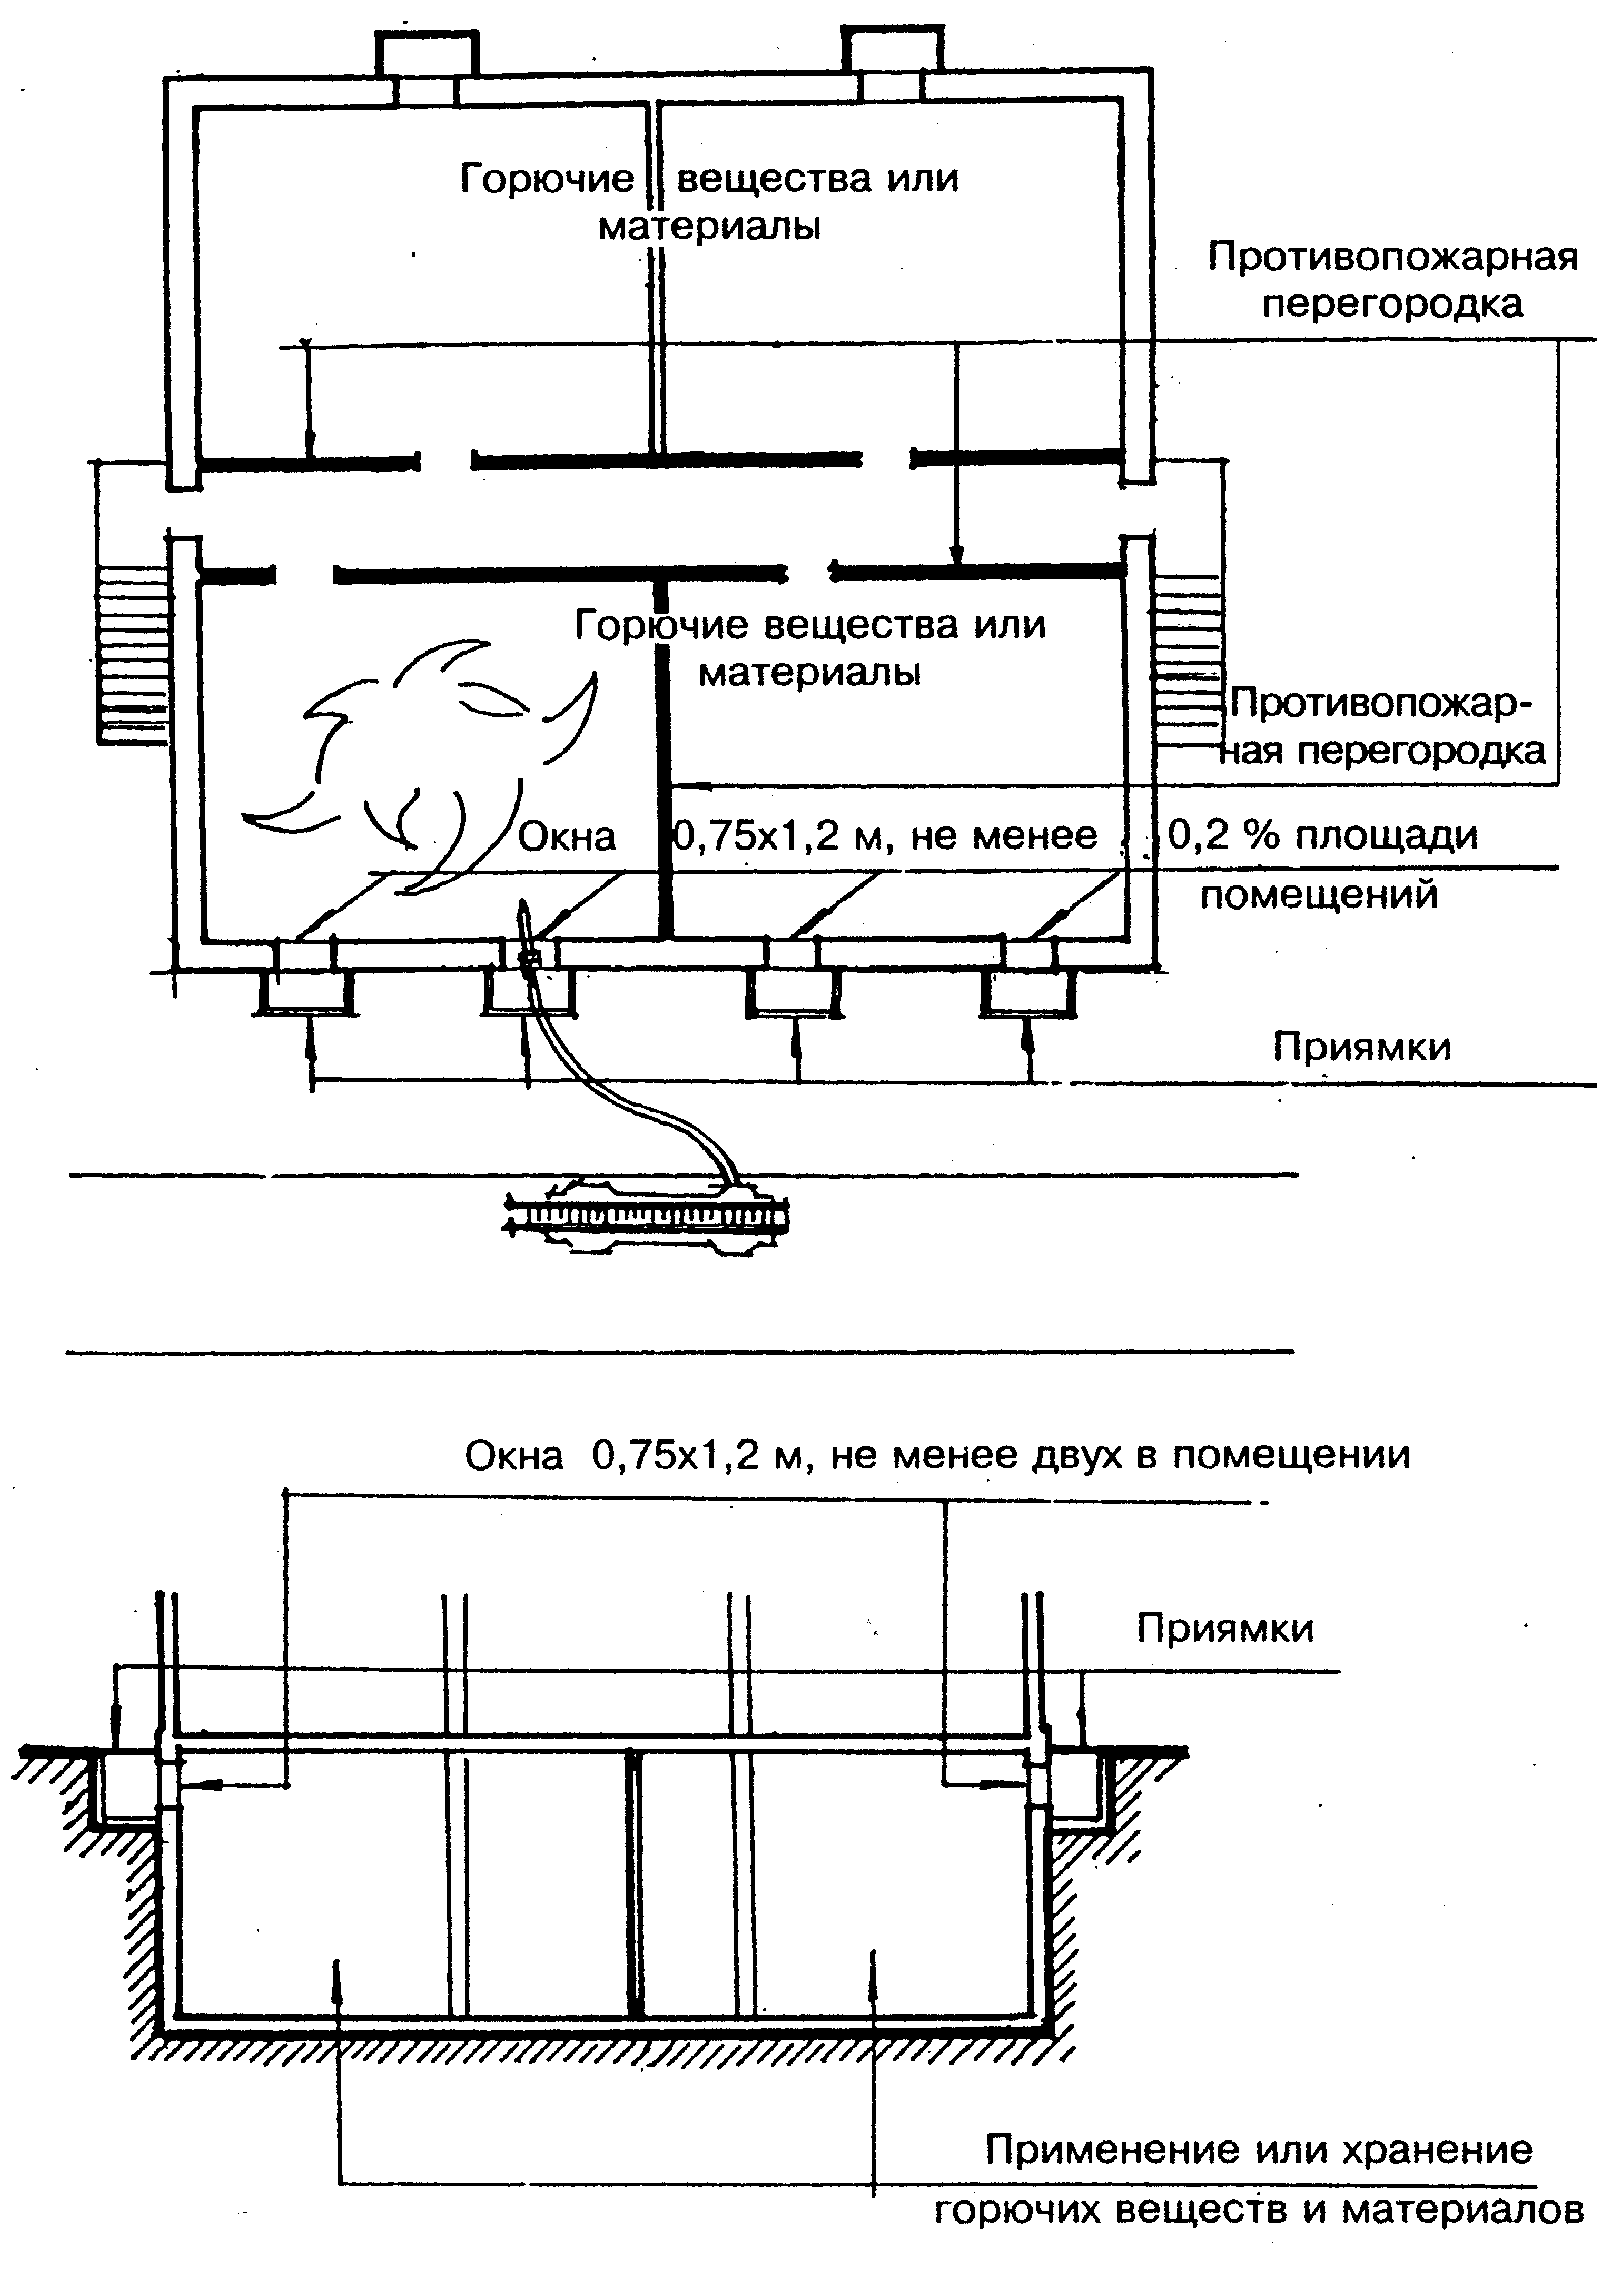 Горючие вещества или
материалы
Противопожарная
перегородка
Горючие вещества или
материалы
Противопожар-
ная перегородка
Окна 0,75х1,2 м, не менее 0,2 % площади
помещений
Приямки
Окна 0,75х1,2 м, не менее двух в помещении
Приямки
Применение или хранение
горючих веществ и материалов